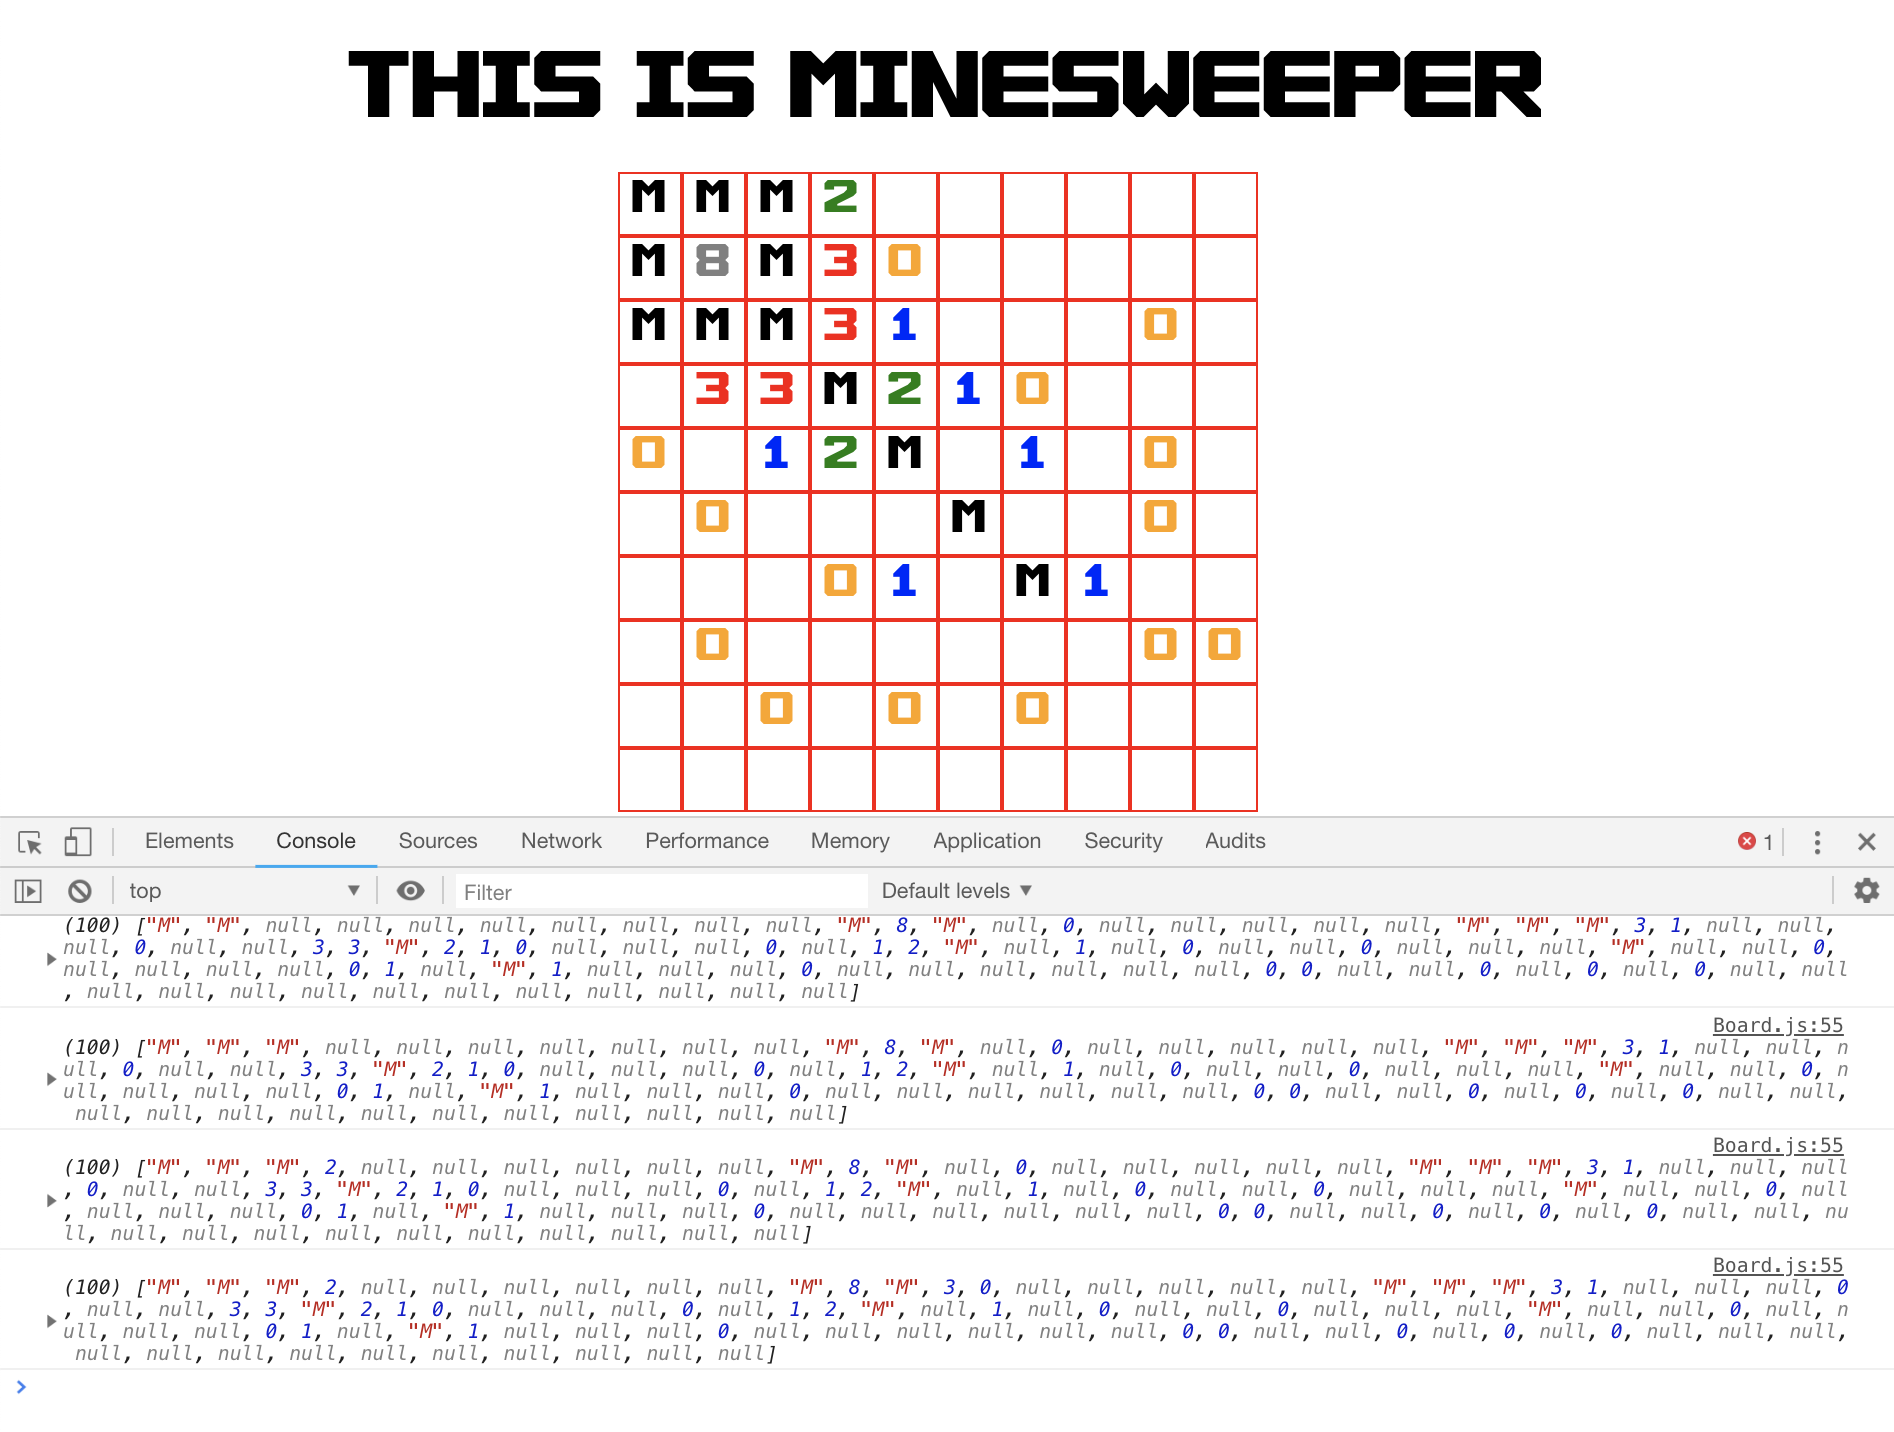 THIS IS MINESWEEPER
M M M 2
M 8 M 3 0
M M M 3 1 0
3 3 M 2 1 0
0 1 2 M 1 0
0 M 0
0 1 M 1
0 0 0
0 0 0
Elements Console Sources Network Performance Memory Application Security Audits 1
top Filter Default levels
(100) ["M", "M", null, null, null, null, null, null, null, null, "M", 8, "M", null, 0, null, null, null, null, null, "M", "M", "M", 3, 1, null, null,
null, 0, null, null, 3, 3, "M", 2, 1, 0, null, null, null, 0, null, 1, 2, "M", null, 1, null, 0, null, null, 0, null, null, null, "M", null, null, 0,
null, null, null, null, 0, 1, null, "M", 1, null, null, null, 0, null, null, null, null, null, null, 0, 0, null, null, 0, null, 0, null, 0, null, null
, null, null, null, null, null, null, null, null, null, null, null]
Board.js:55
(100) ["M", "M", "M", null, null, null, null, null, null, null, "M", 8, "M", null, 0, null, null, null, null, null, "M", "M", "M", 3, 1, null, null, n
ull, 0, null, null, 3, 3, "M", 2, 1, 0, null, null, null, 0, null, 1, 2, "M", null, 1, null, 0, null, null, 0, null, null, null, "M", null, null, 0, n
ull, null, null, null, 0, 1, null, "M", 1, null, null, null, 0, null, null, null, null, null, null, 0, 0, null, null, 0, null, 0, null, 0, null, null,
null, null, null, null, null, null, null, null, null, null, null]
Board.js:55
(100) ["M", "M", "M", 2, null, null, null, null, null, null, "M", 8, "M", null, 0, null, null, null, null, null, "M", "M", "M", 3, 1, null, null, null
, 0, null, null, 3, 3, "M", 2, 1, 0, null, null, null, 0, null, 1, 2, "M", null, 1, null, 0, null, null, 0, null, null, null, "M", null, null, 0, null
, null, null, null, 0, 1, null, "M", 1, null, null, null, 0, null, null, null, null, null, null, 0, 0, null, null, 0, null, 0, null, 0, null, null, nu
ll, null, null, null, null, null, null, null, null, null, null]
Board.js:55
(100) ["M", "M", "M", 2, null, null, null, null, null, null, "M", 8, "M", 3, 0, null, null, null, null, null, "M", "M", "M", 3, 1, null, null, null, 0
, null, null, 3, 3, "M", 2, 1, 0, null, null, null, 0, null, 1, 2, "M", null, 1, null, 0, null, null, 0, null, null, null, "M", null, null, 0, null, n
ull, null, null, 0, 1, null, "M", 1, null, null, null, 0, null, null, null, null, null, null, 0, 0, null, null, 0, null, 0, null, 0, null, null, null,
null, null, null, null, null, null, null, null, null, null]